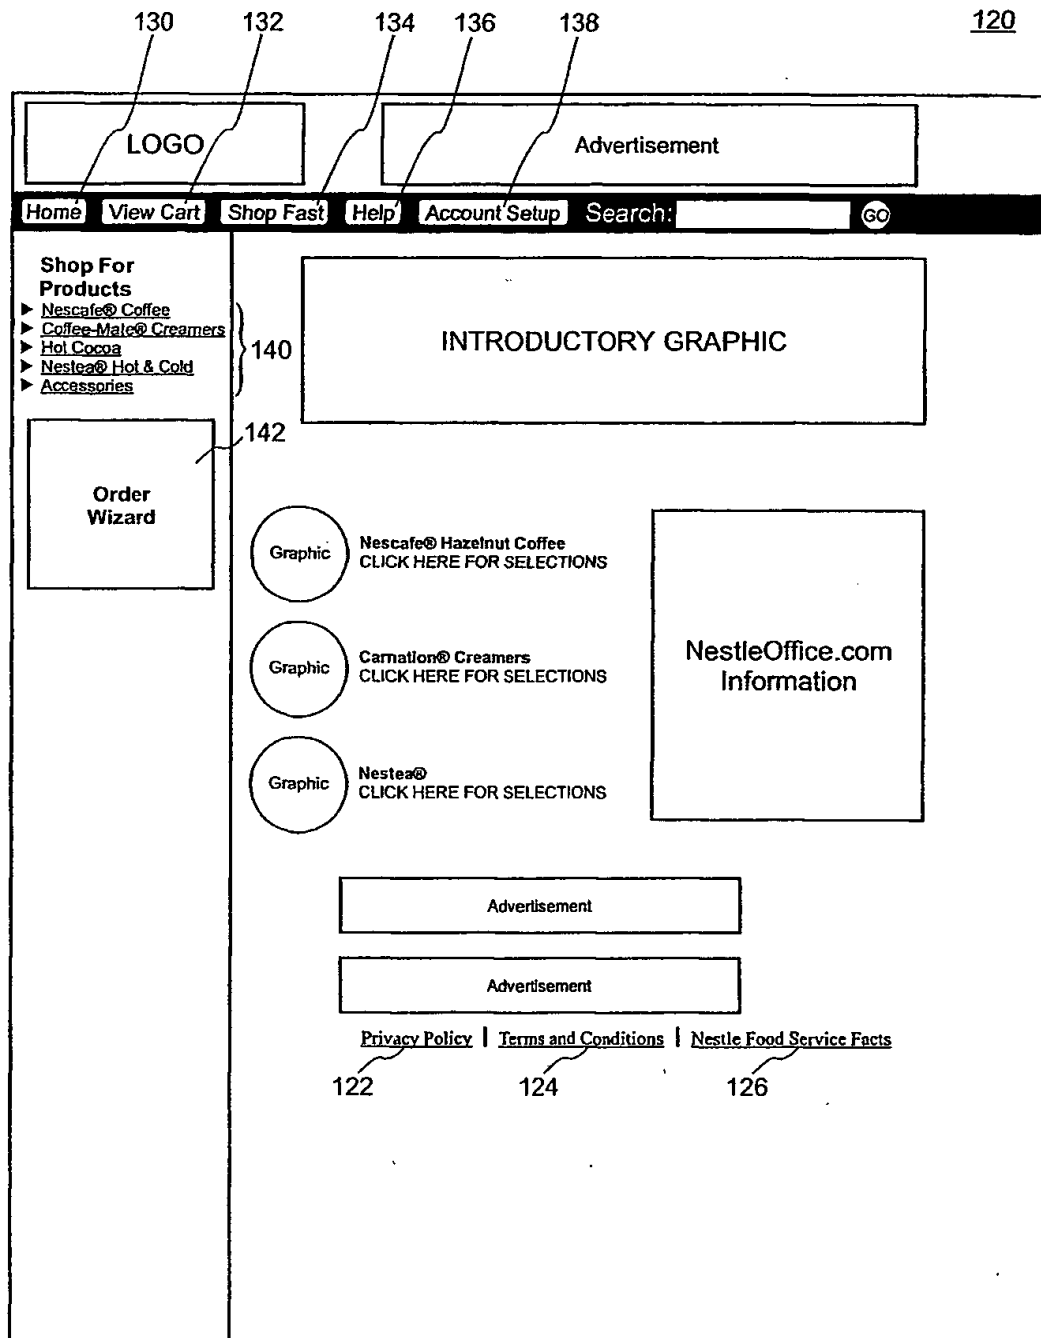 130 132 134 136 138 120
LOGO
Advertisement
Home View Cart Shop Fast Help Account Setup Search: GO
Shop For
Products
Nescafe® Coffee
Coffee-Mate® Creamers
Hot Cocoa
Nestea® Hot & Cold
Accessories
140
INTRODUCTORY GRAPHIC
142
Order
Wizard
Graphic
Nescafe® Hazelnut Coffee
CLICK HERE FOR SELECTIONS
Graphic
Carnation® Creamers
CLICK HERE FOR SELECTIONS
Graphic
Nestea®
CLICK HERE FOR SELECTIONS
NestleOffice.com
Information
Advertisement
Advertisement
Privacy Policy | Terms and Conditions | Nestle Food Service Facts
122 124 126